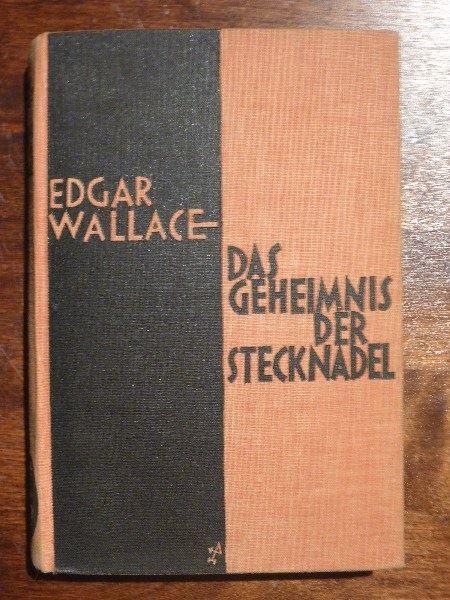 EDGAR
WALLACE
DAS
GEHEIMNIS
DER
STECKNADEL